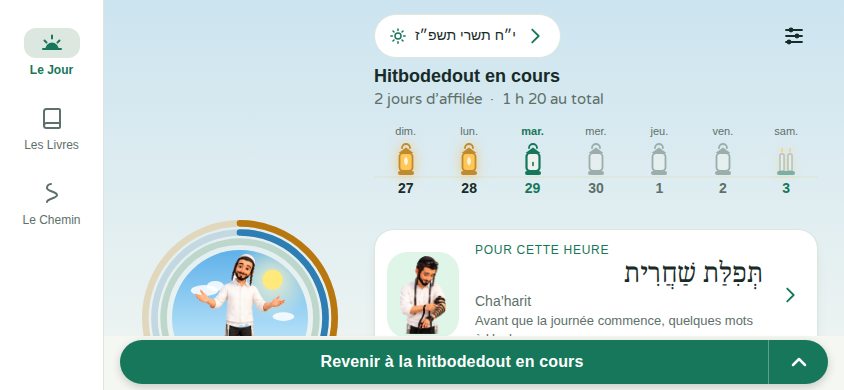 Le Jour
Les Livres
Le Chemin
י״ח תשרי תשפ״ז
Hitbodedout en cours
2 jours d’affilée · 1 h 20 au total
dim. lun. mar. mer. jeu. ven. sam.
27 28 29 30 1 2 3
POUR CETTE HEURE
תְּפִלַּת שַׁחֲרִית
Cha’harit
Avant que la journée commence, quelques mots
Revenir à la hitbodedout en cours